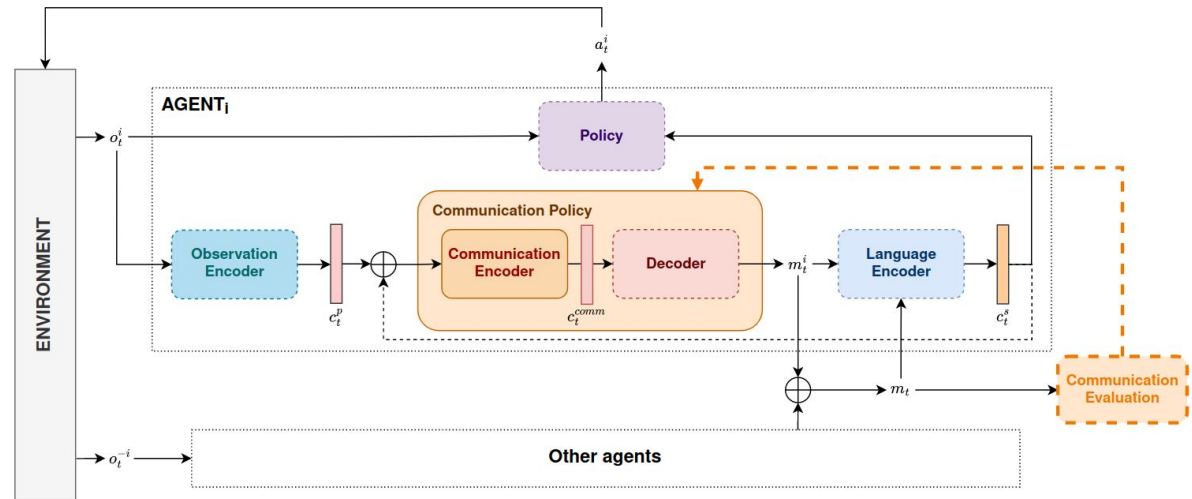 a_t^i
AGENT_i
Policy
o_t^i
Communication Policy
Observation
Encoder
Communication
Encoder
Decoder
m_t^i
Language
Encoder
c_t^p
c_t^{comm}
c_t^s
ENVIRONMENT
m_t
Communication
Evaluation
o_t^{-i}
Other agents